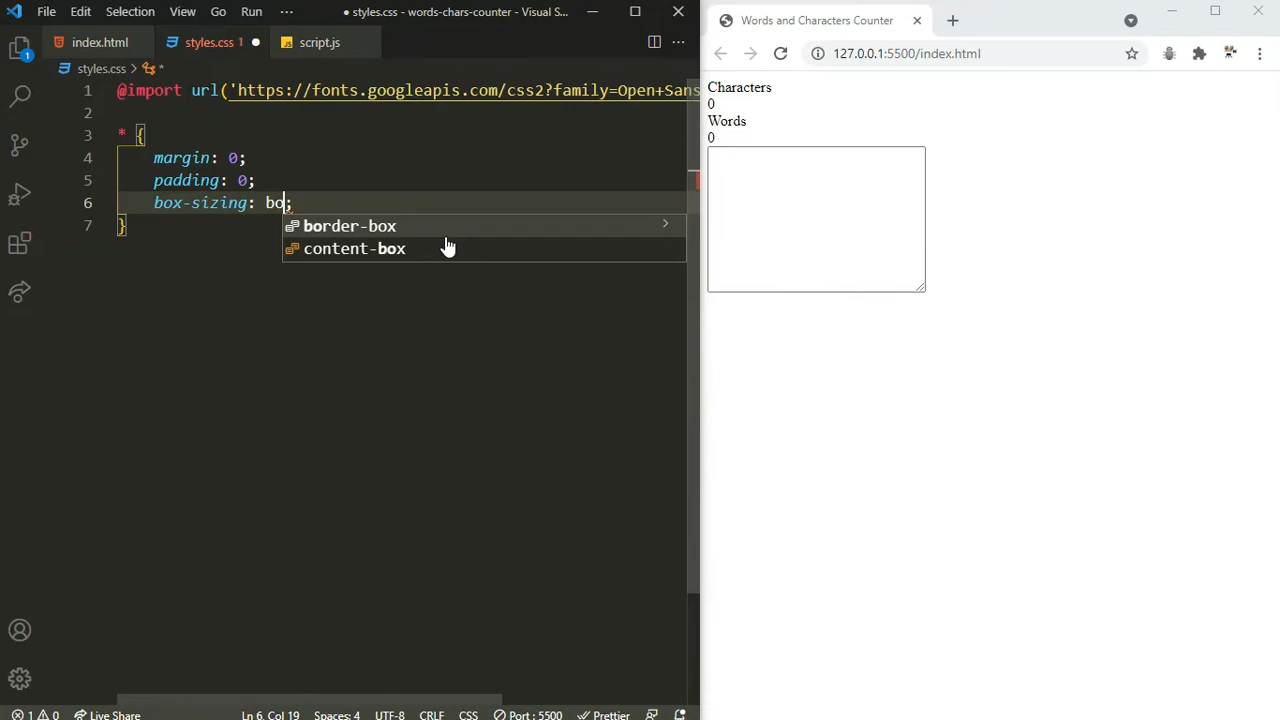 File Edit Selection View Go Run ··· ● styles.css - words-chars-counter - Visual S...
index.html styles.css 1 ● JS script.js ···
styles.css > *
1 @import url('https://fonts.googleapis.com/css2?family=Open+Sans
2
3 * {
4 margin: 0;
5 padding: 0;
6 box-sizing: bo;
7 }
border-box >
content-box
1
1 0 Live Share Ln 6, Col 19 Spaces: 4 UTF-8 CRLF CSS Port : 5500 Prettier
Words and Characters Counter
127.0.0.1:5500/index.html
Characters
0
Words
0